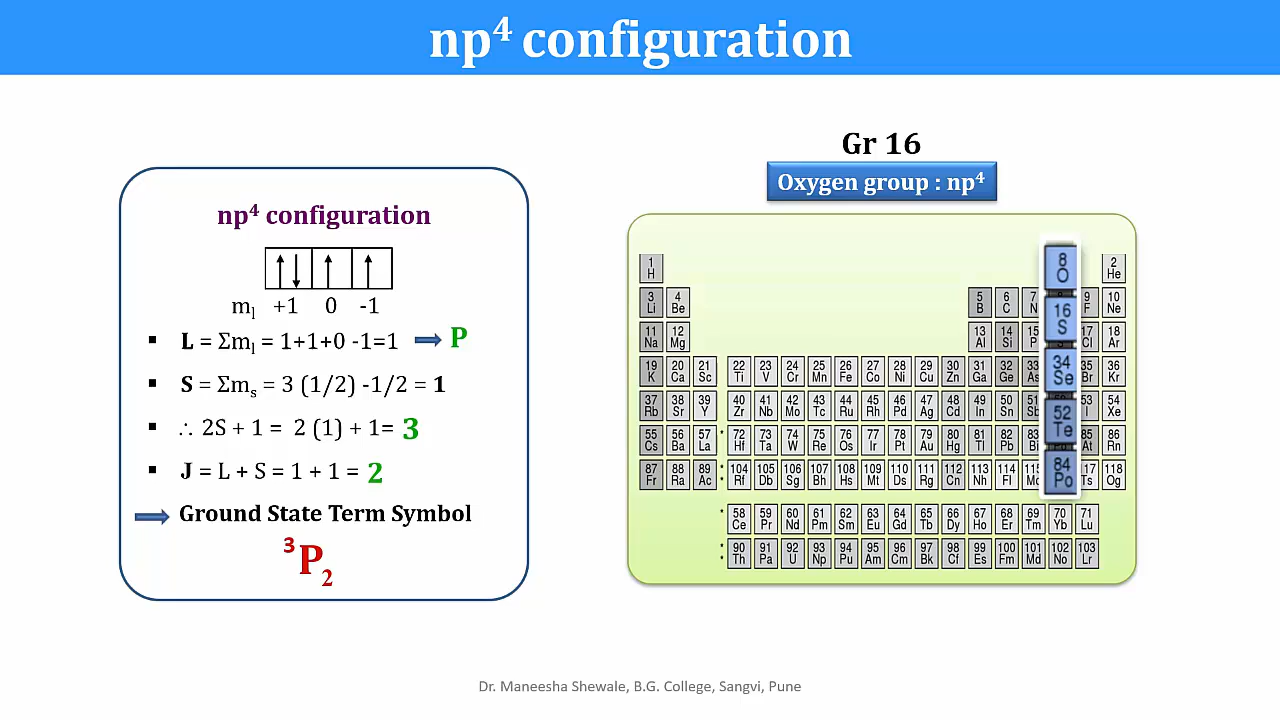 np⁴ configuration
Gr 16
Oxygen group : np⁴
np⁴ configuration
mₗ +1 0 -1
▪ L = Σmₗ = 1+1+0 -1=1 P
▪ S = Σmₛ = 3 (1/2) -1/2 = 1
▪ ∴ 2S + 1 = 2 (1) + 1= 3
▪ J = L + S = 1 + 1 = 2
Ground State Term Symbol
³P₂
1 2
H He
3 4 5 6 7 8 9 10
Li Be B C N O F Ne
11 12 13 14 15 16 17 18
Na Mg Al Si P S Cl Ar
19 20 21 22 23 24 25 26 27 28 29 30 31 32 33 34 35 36
K Ca Sc Ti V Cr Mn Fe Co Ni Cu Zn Ga Ge As Se Br Kr
37 38 39 40 41 42 43 44 45 46 47 48 49 50 51 52 53 54
Rb Sr Y Zr Nb Mo Tc Ru Rh Pd Ag Cd In Sn Sb Te I Xe
55 56 57 * 72 73 74 75 76 77 78 79 80 81 82 83 84 85 86
Cs Ba La Hf Ta W Re Os Ir Pt Au Hg Tl Pb Bi Po At Rn
87 88 89 * 104 105 106 107 108 109 110 111 112 113 114 117 118
Fr Ra Ac * Rf Db Sg Bh Hs Mt Ds Rg Cn Nh Fl Ts Og
* 58 59 60 61 62 63 64 65 66 67 68 69 70 71
Ce Pr Nd Pm Sm Eu Gd Tb Dy Ho Er Tm Yb Lu
* 90 91 92 93 94 95 96 97 98 99 100 101 102 103
* Th Pa U Np Pu Am Cm Bk Cf Es Fm Md No Lr
Dr. Maneesha Shewale, B.G. College, Sangvi, Pune